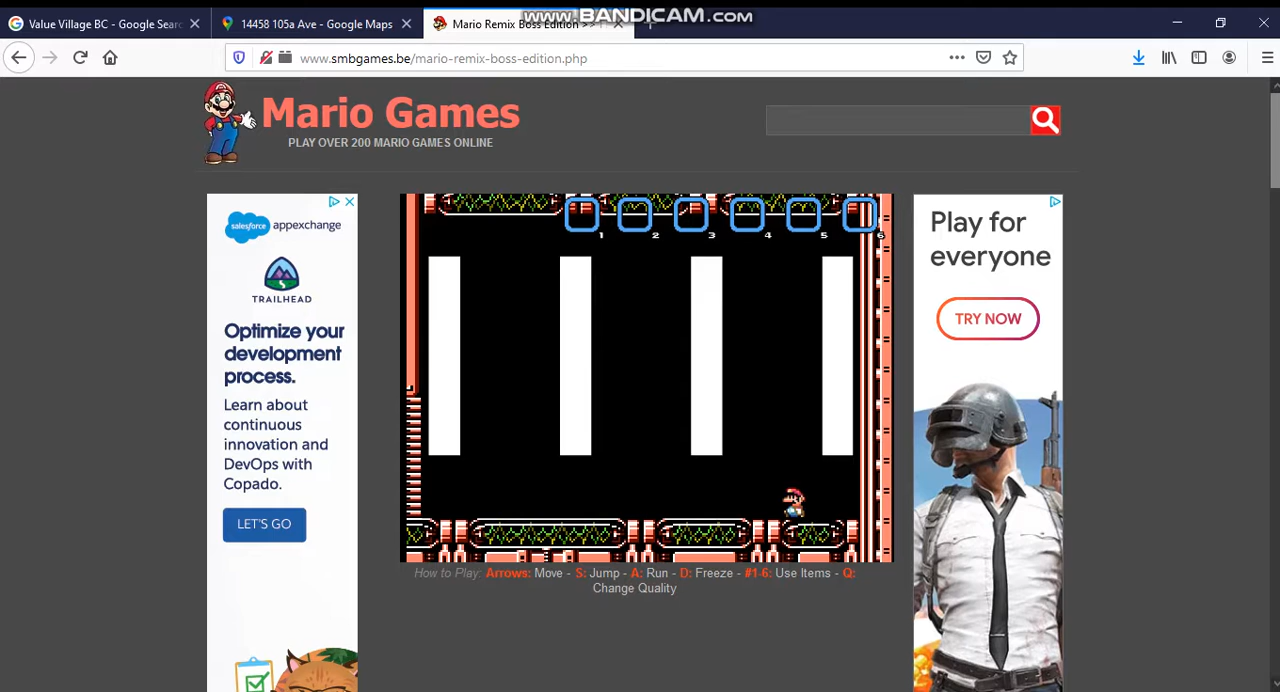 Value Village BC - Google Sear
14458 105a Ave - Google Maps
Mario Remix Boss Edition >>
www.BANDICAM.com
www.smbgames.be/mario-remix-boss-edition.php
Mario Games
PLAY OVER 200 MARIO GAMES ONLINE
salesforce appexchange
TRAILHEAD
Optimize your
development
process.
Learn about
continuous
innovation and
DevOps with
Copado.
LET'S GO
1 2 3 4 5 6
How to Play: Arrows: Move - S: Jump - A: Run - D: Freeze - #1-6: Use Items - Q:
Change Quality
Play for
everyone
TRY NOW